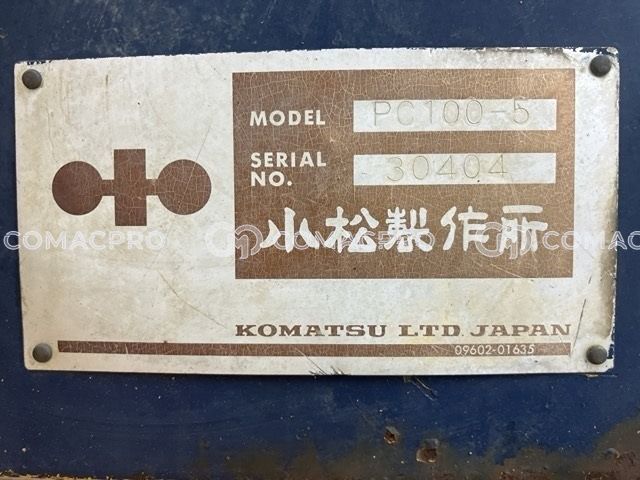 MODEL PC100-5
SERIAL NO. 30404
小松製作所
COMACPRO COMACPRO COMAC
KOMATSU LTD. JAPAN
09602-01635